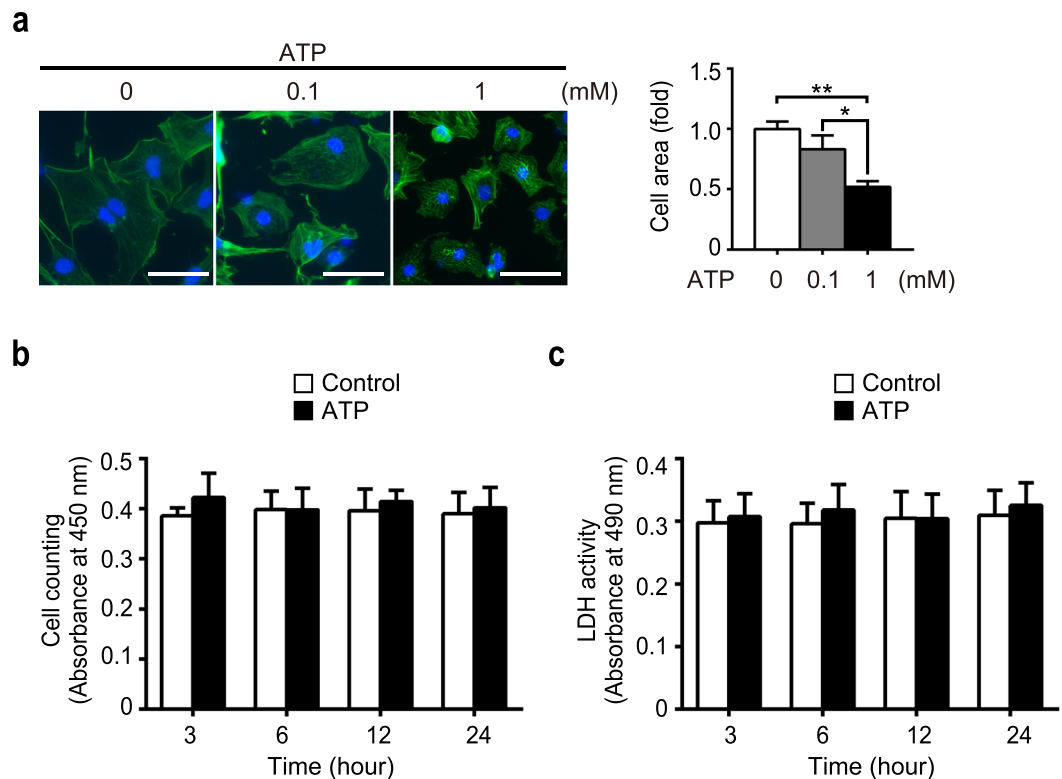 a
ATP
0 0.1 1 (mM)
Cell area (fold)
1.5
1.0
0.5
0
**
*
ATP 0 0.1 1 (mM)
b
Control
ATP
Cell counting
(Absorbance at 450 nm)
0.5
0.4
0.3
0.2
0.1
0
3 6 12 24
Time (hour)
c
Control
ATP
LDH activity
(Absorbance at 490 nm)
0.4
0.3
0.2
0.1
0
3 6 12 24
Time (hour)